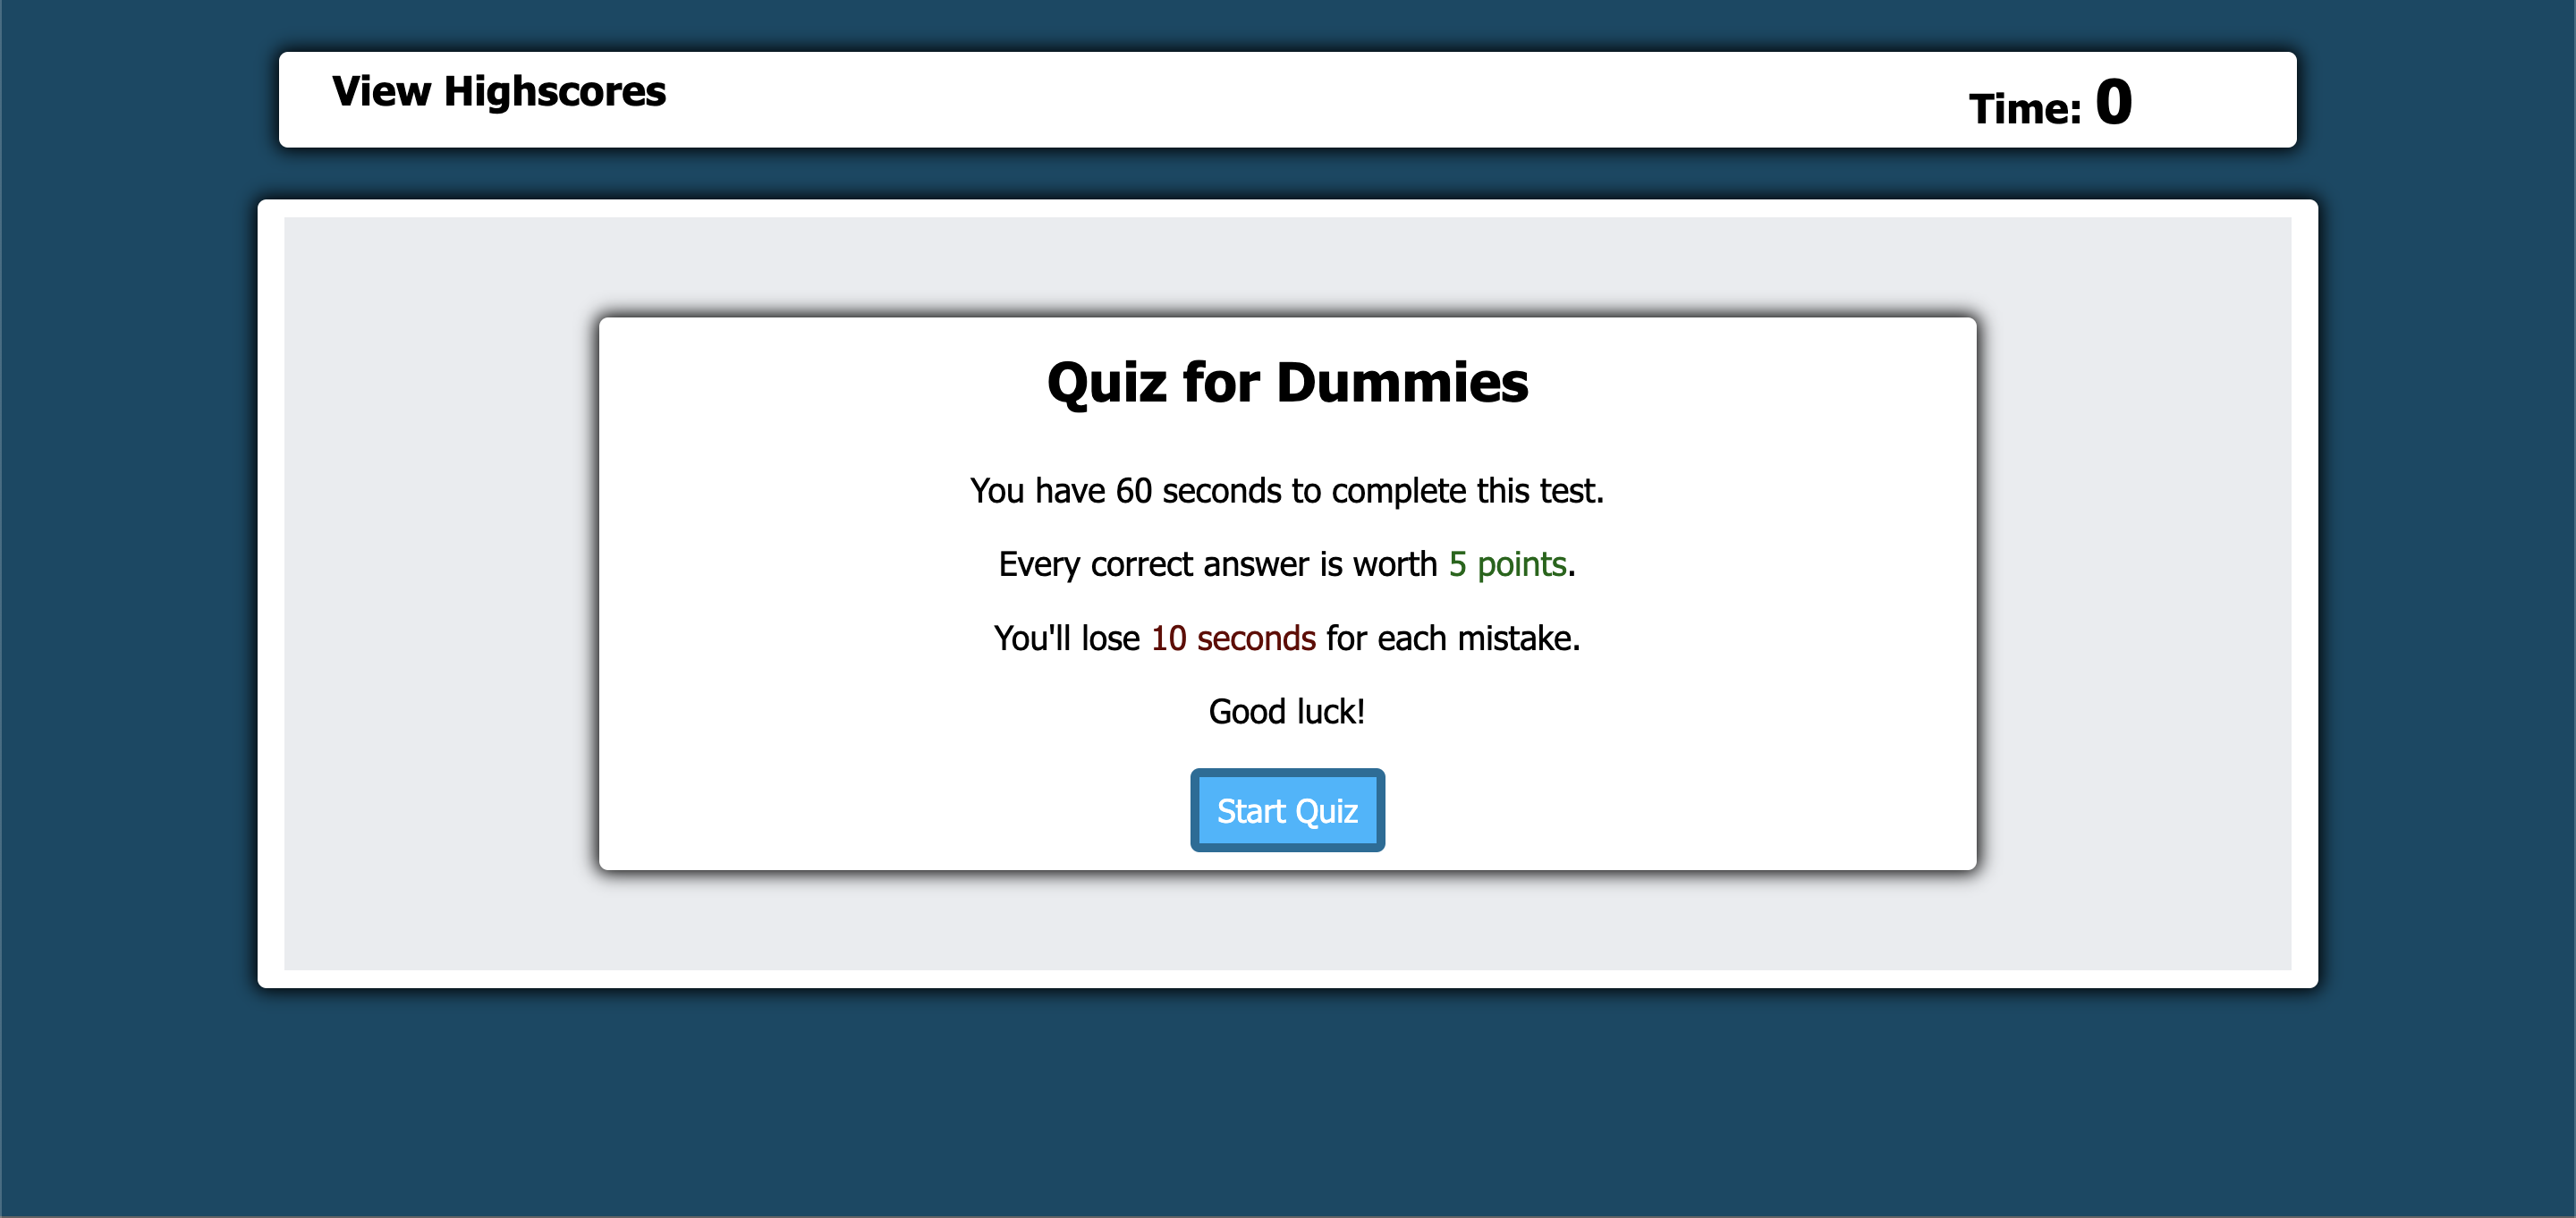 View Highscores
Time: 0
Quiz for Dummies
You have 60 seconds to complete this test.
Every correct answer is worth 5 points.
You'll lose 10 seconds for each mistake.
Good luck!
Start Quiz